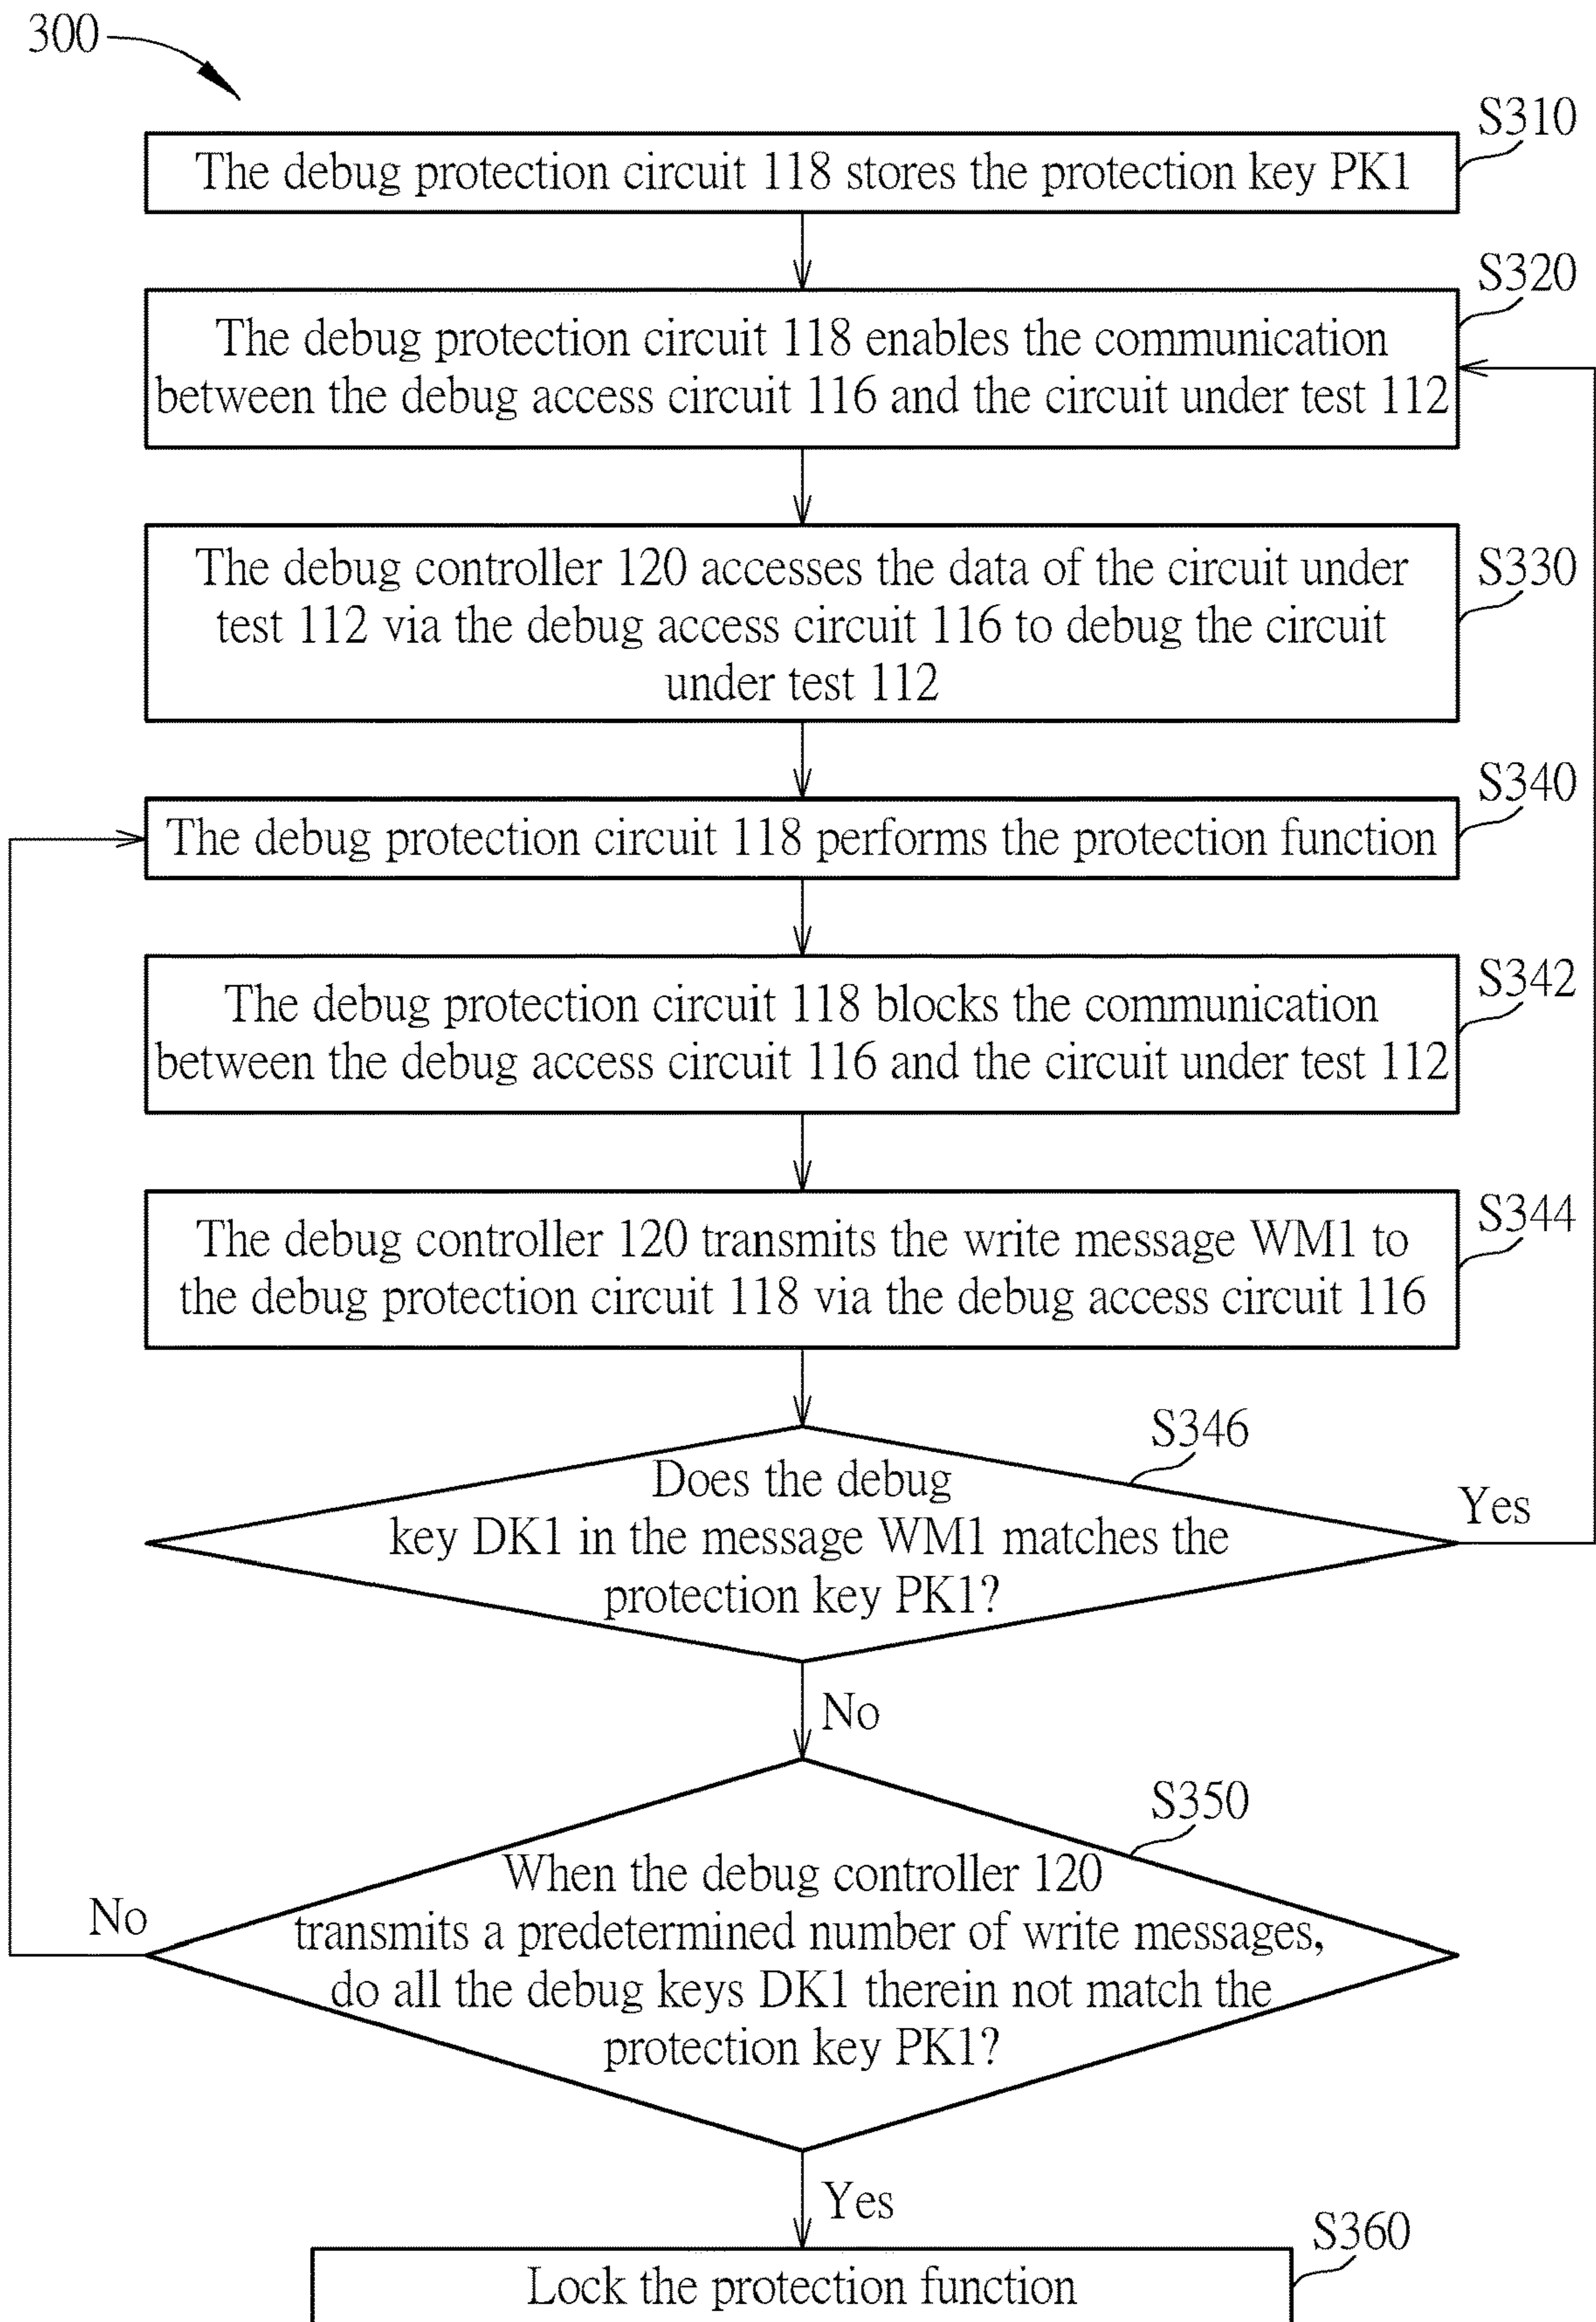 300
S310
The debug protection circuit 118 stores the protection key PK1
S320
The debug protection circuit 118 enables the communication
between the debug access circuit 116 and the circuit under test 112
S330
The debug controller 120 accesses the data of the circuit under
test 112 via the debug access circuit 116 to debug the circuit
under test 112
S340
The debug protection circuit 118 performs the protection function
S342
The debug protection circuit 118 blocks the communication
between the debug access circuit 116 and the circuit under test 112
S344
The debug controller 120 transmits the write message WM1 to
the debug protection circuit 118 via the debug access circuit 116
S346
Does the debug
key DK1 in the message WM1 matches the
protection key PK1?
Yes
No
S350
When the debug controller 120
transmits a predetermined number of write messages,
do all the debug keys DK1 therein not match the
protection key PK1?
No
Yes
S360
Lock the protection function